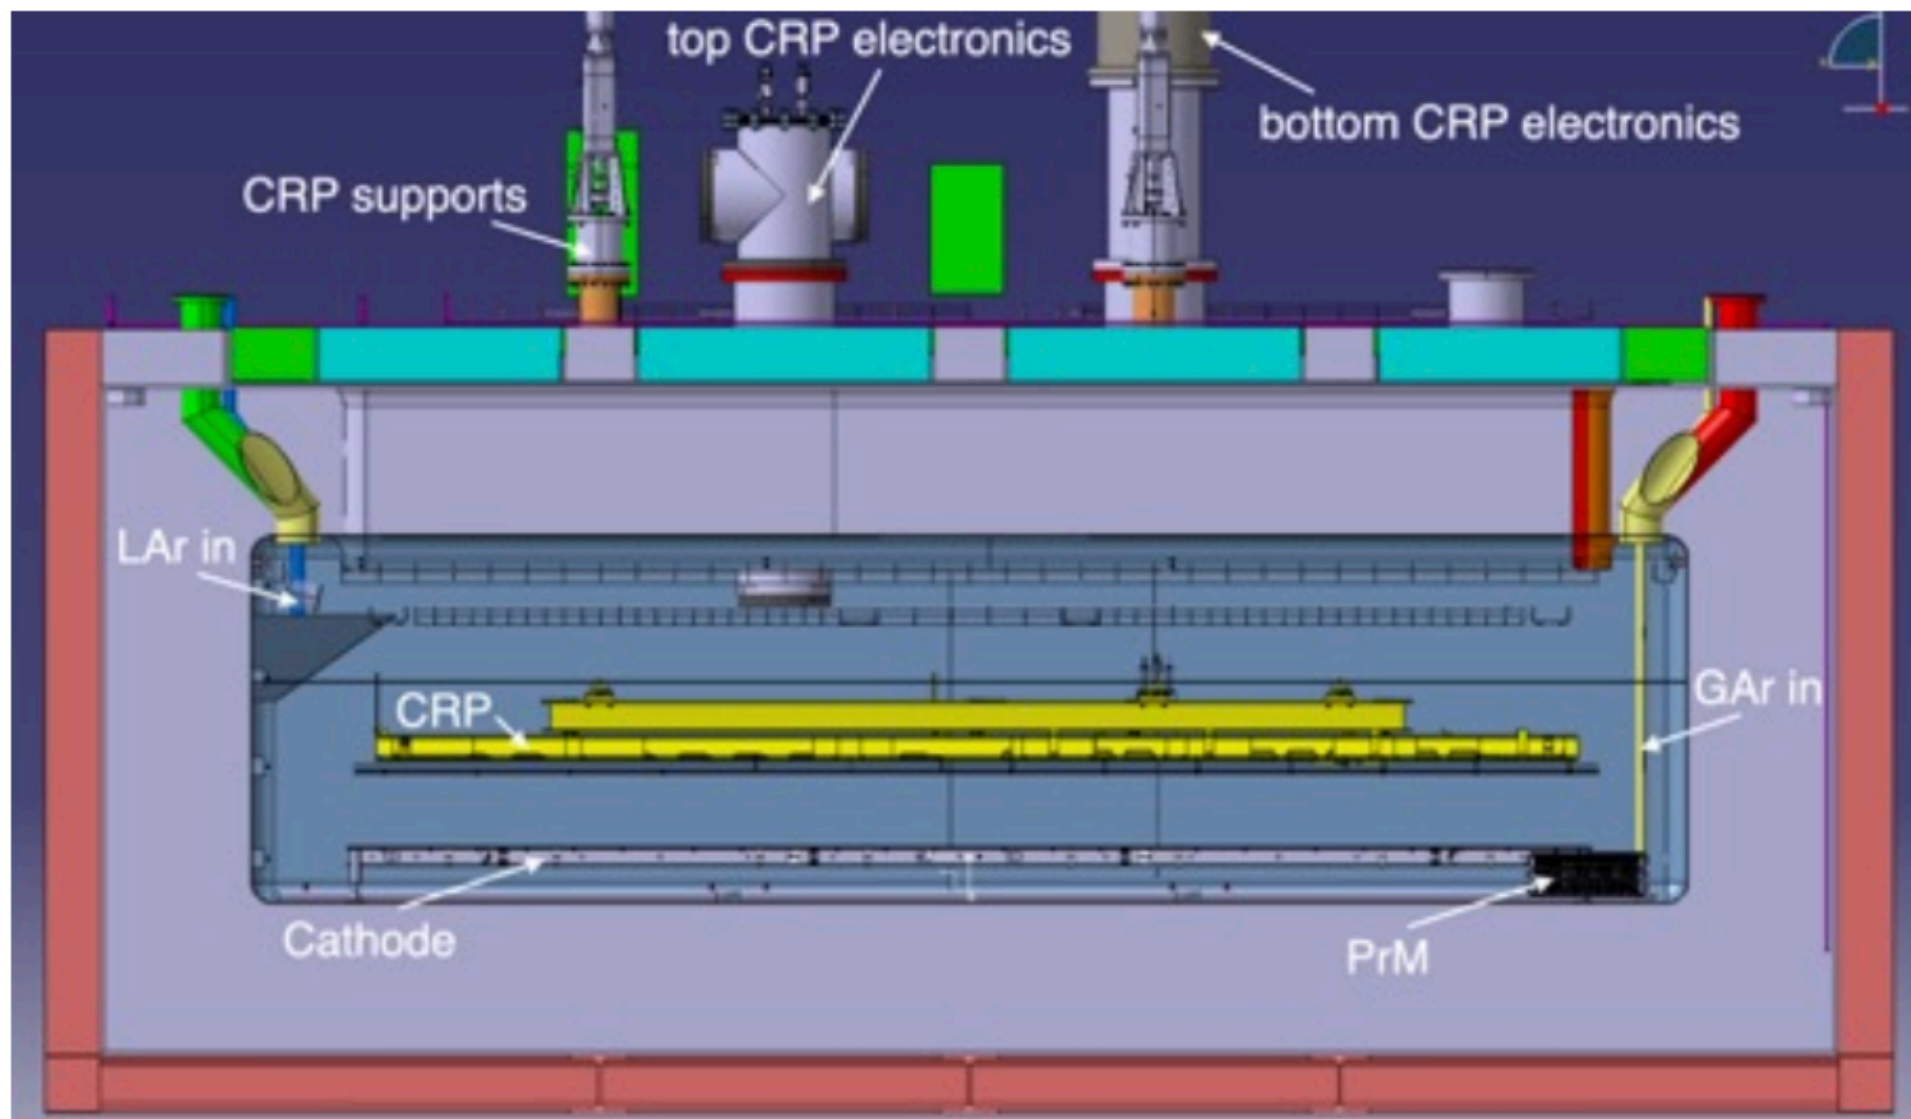 top CRP electronics
bottom CRP electronics
CRP supports
LAr in
CRP
GAr in
Cathode
PrM